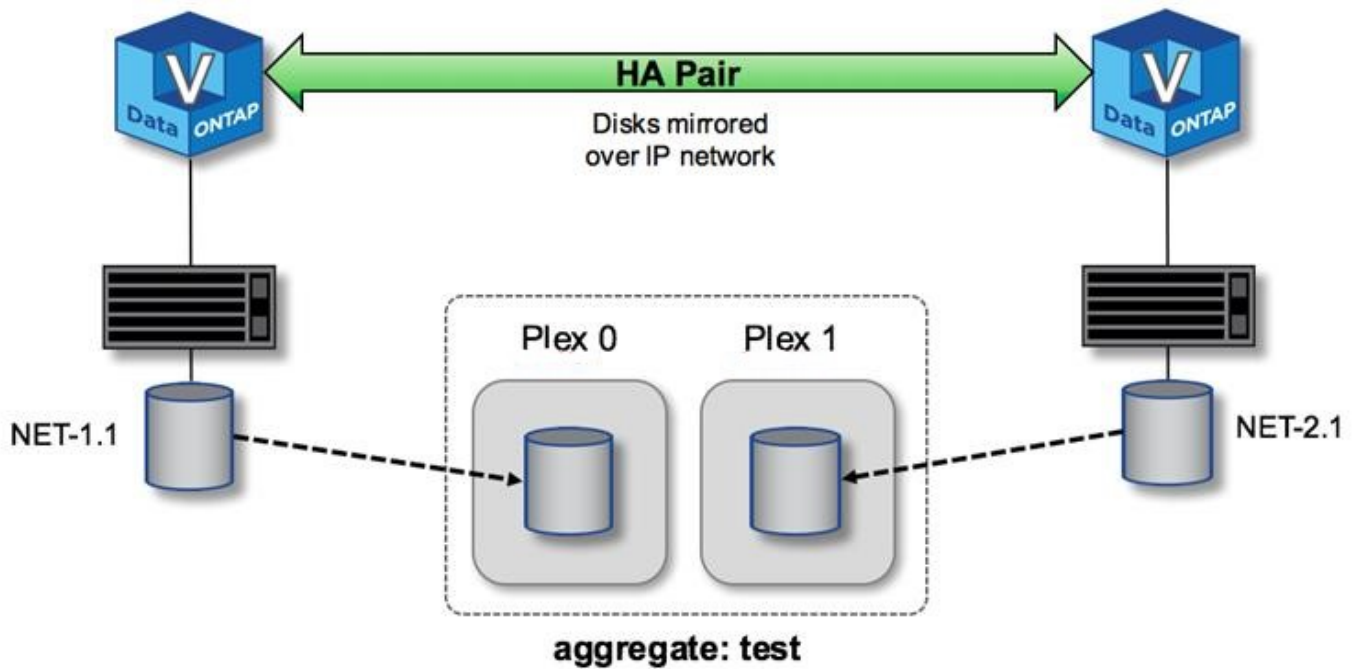 V
Data ONTAP
HA Pair
V
Data ONTAP
Disks mirrored
over IP network
Plex 0
Plex 1
NET-1.1
NET-2.1
aggregate: test